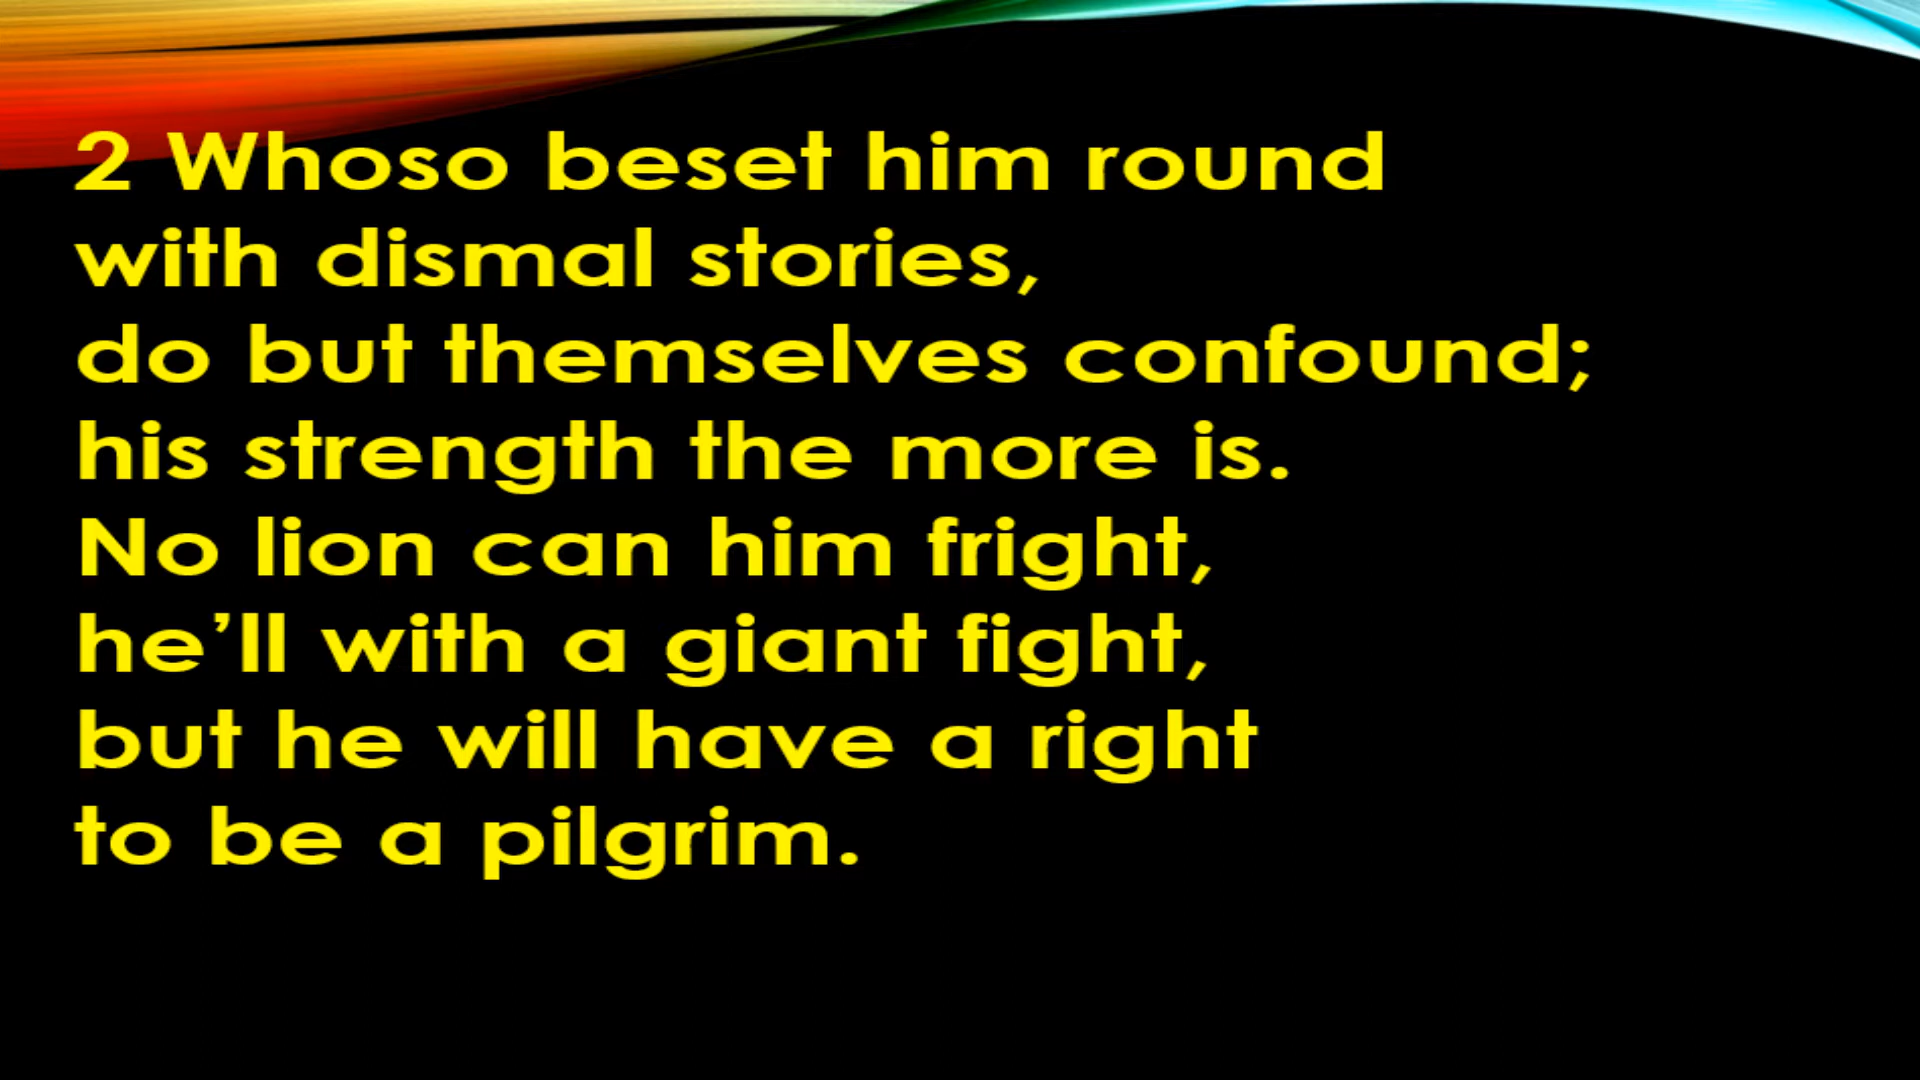 2 Whoso beset him round
with dismal stories,
do but themselves confound;
his strength the more is.
No lion can him fright,
he’ll with a giant fight,
but he will have a right
to be a pilgrim.